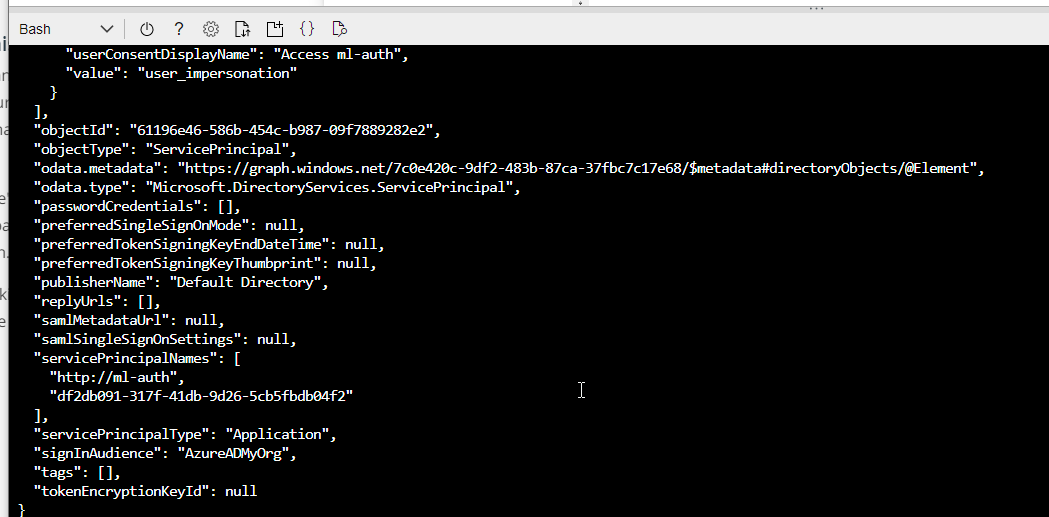 Bash
"userConsentDisplayName": "Access ml-auth",
"value": "user_impersonation"
}
],
"objectId": "61196e46-586b-454c-b987-09f7889282e2",
"objectType": "ServicePrincipal",
"odata.metadata": "https://graph.windows.net/7c0e420c-9df2-483b-87ca-37fbc7c17e68/$metadata#directoryObjects/@Element",
"odata.type": "Microsoft.DirectoryServices.ServicePrincipal",
"passwordCredentials": [],
"preferredSingleSignOnMode": null,
"preferredTokenSigningKeyEndDateTime": null,
"preferredTokenSigningKeyThumbprint": null,
"publisherName": "Default Directory",
"replyUrls": [],
"samlMetadataUrl": null,
"samlSingleSignOnSettings": null,
"servicePrincipalNames": [
"http://ml-auth",
"df2db091-317f-41db-9d26-5cb5fbdb04f2"
],
"servicePrincipalType": "Application",
"signInAudience": "AzureADMyOrg",
"tags": [],
"tokenEncryptionKeyId": null
}